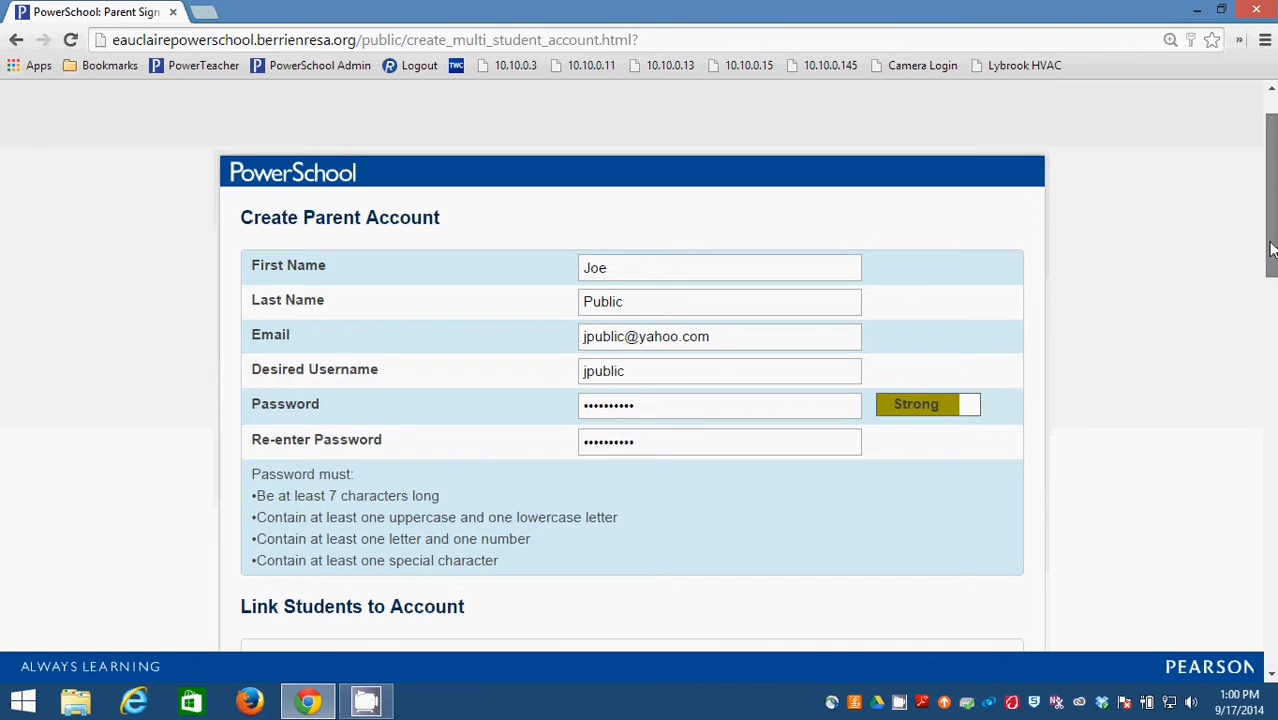 PowerSchool: Parent Sign
eauclairepowerschool.berrienresa.org/public/create_multi_student_account.html?
Apps Bookmarks PowerTeacher PowerSchool Admin Logout TWC 10.10.0.3 10.10.0.11 10.10.0.13 10.10.0.15 10.10.0.145 Camera Login Lybrook HVAC
PowerSchool
Create Parent Account
First Name Joe
Last Name Public
Email jpublic@yahoo.com
Desired Username jpublic
Password •••••••••• Strong
Re-enter Password ••••••••••
Password must:
•Be at least 7 characters long
•Contain at least one uppercase and one lowercase letter
•Contain at least one letter and one number
•Contain at least one special character
Link Students to Account
ALWAYS LEARNING PEARSON
1:00 PM
9/17/2014